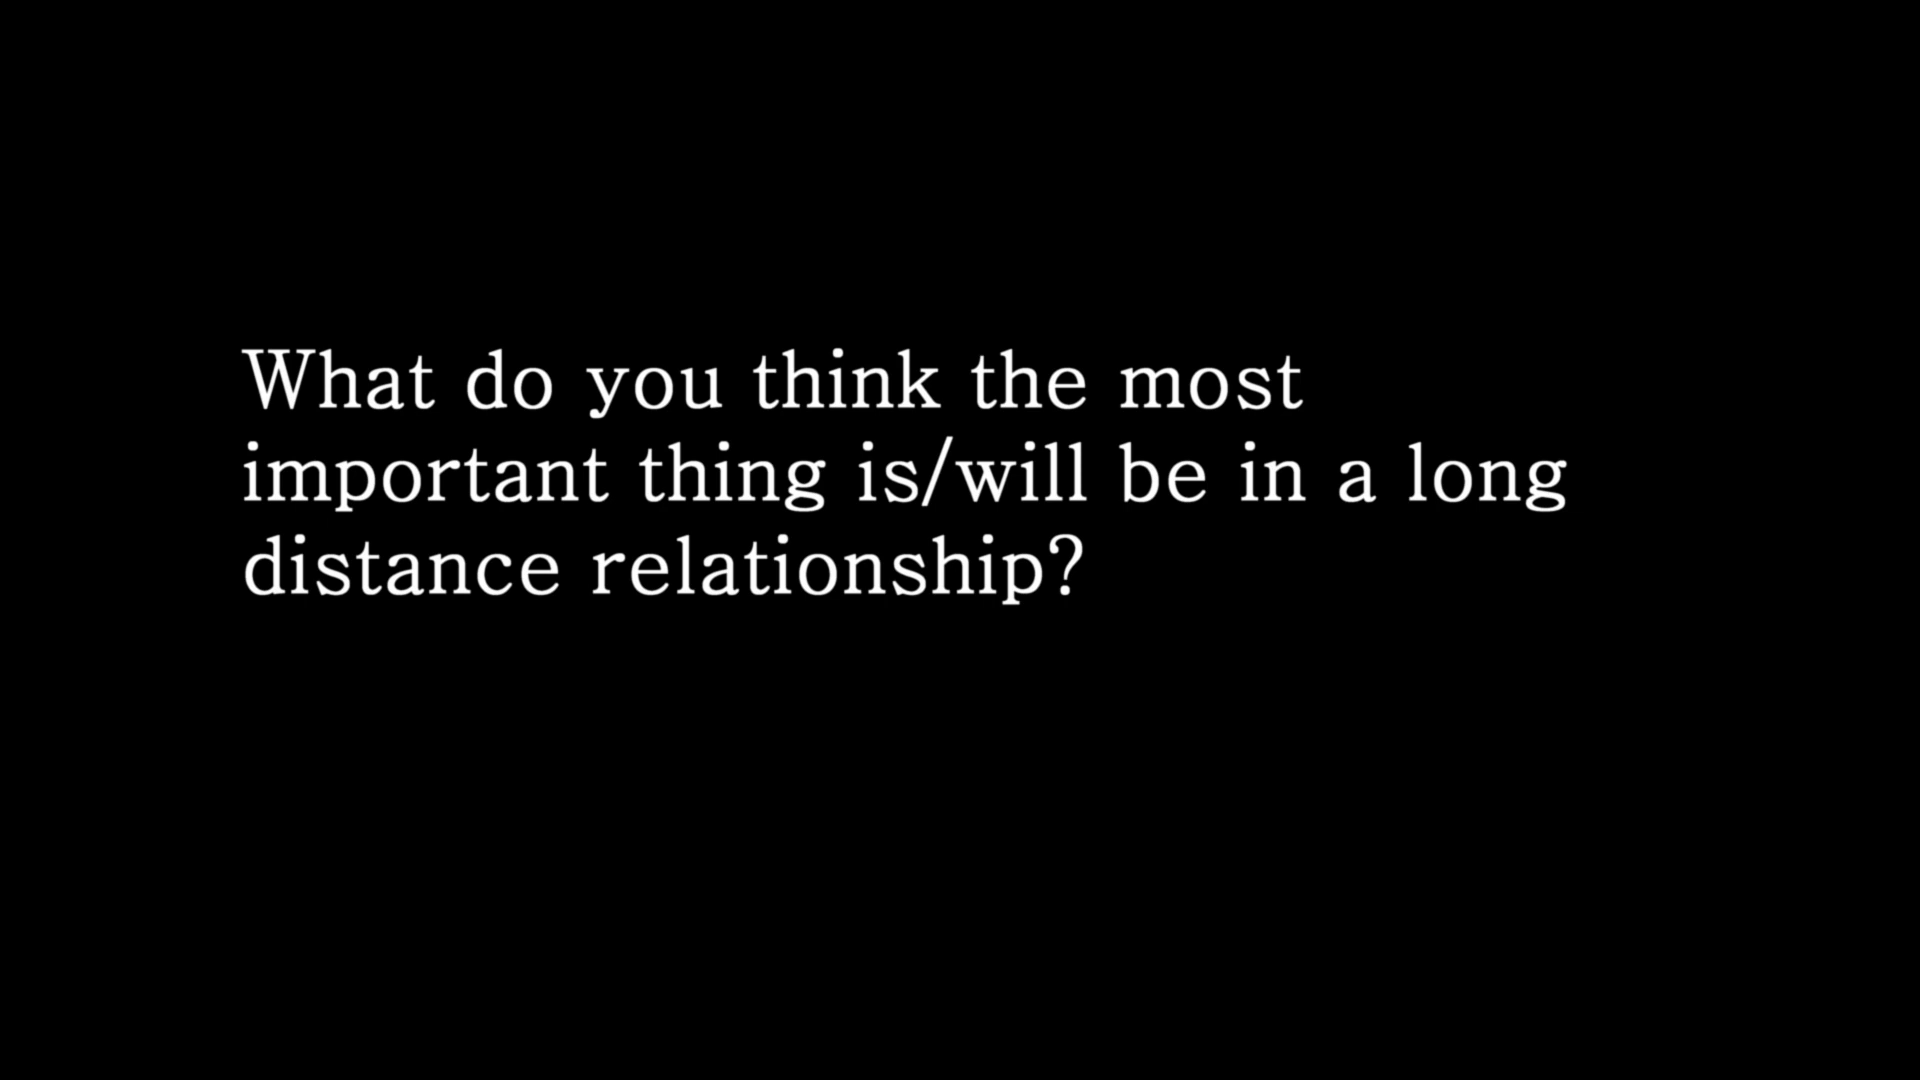 What do you think the most
important thing is/will be in a long
distance relationship?